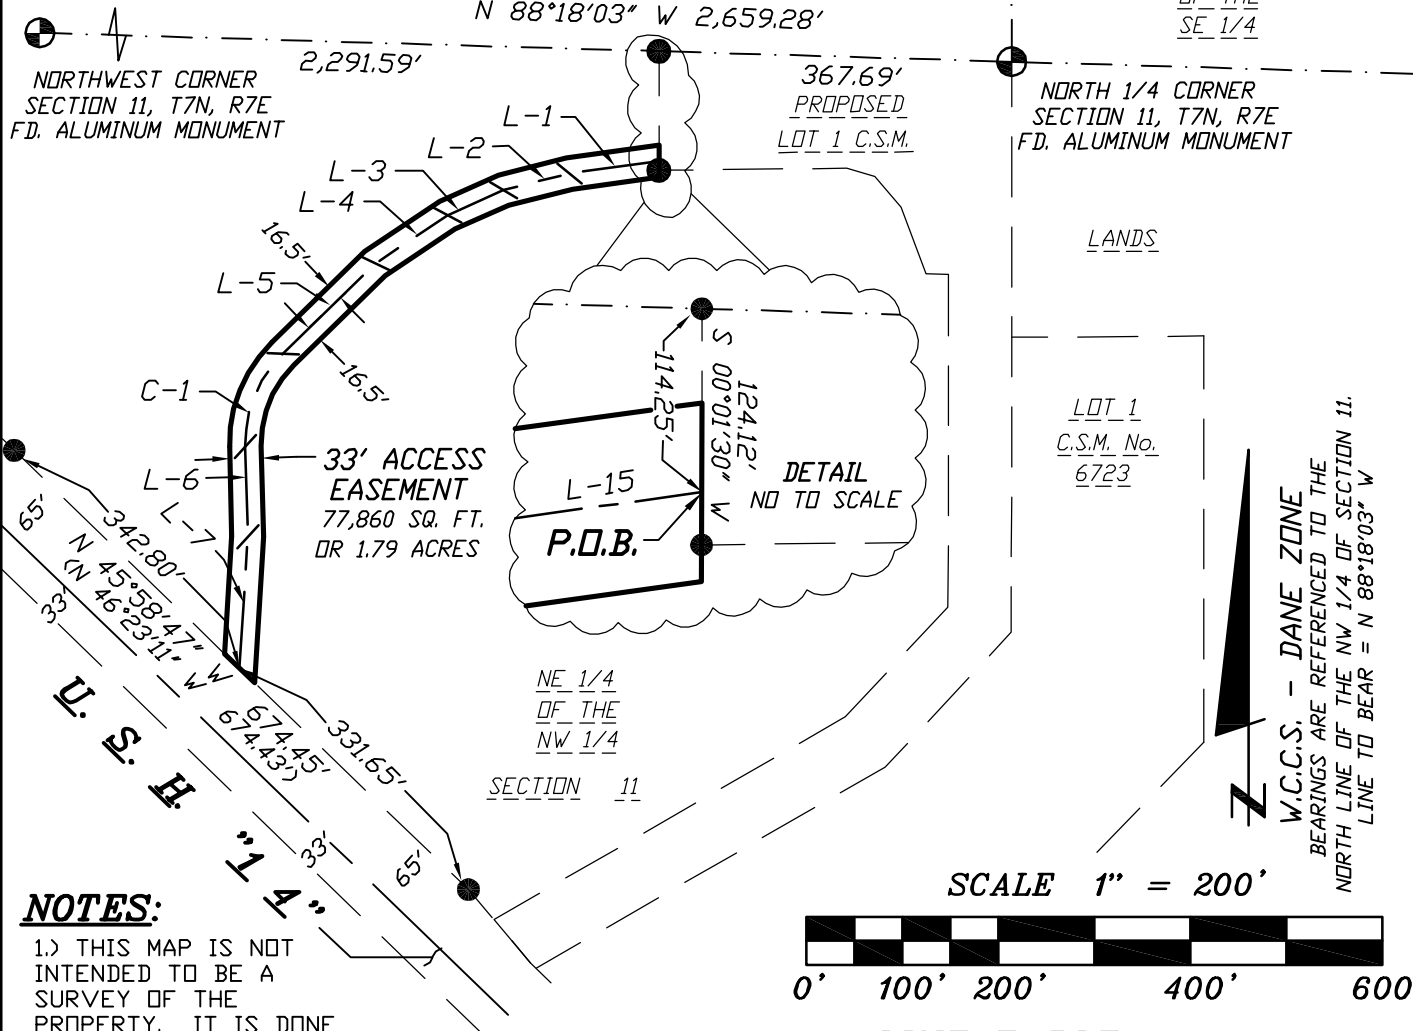 N 88°18'03" W 2,659.28'
SE 1/4
2,291.59'
367.69'
NORTHWEST CORNER
SECTION 11, T7N, R7E
FD. ALUMINUM MONUMENT
PROPOSED
LOT 1 C.S.M.
NORTH 1/4 CORNER
SECTION 11, T7N, R7E
FD. ALUMINUM MONUMENT
L-1
L-2
L-3
L-4
16.5'
L-5
16.5'
C-1
L-6
L-7
LANDS
33' ACCESS
EASEMENT
77,860 SQ. FT.
OR 1.79 ACRES
114.25'
S 00°01'30" W
124.12'
L-15
P.O.B.
DETAIL
NO TO SCALE
LOT 1
C.S.M. No.
6723
65'
342.80'
N 45°58'47" W
(N 46°23'11" W
674.45'
674.43')
33'
331.65'
33'
65'
U. S. H. "14"
NE 1/4
OF THE
NW 1/4
SECTION 11
W.C.C.S. - DANE ZONE
BEARINGS ARE REFERENCED TO THE
NORTH LINE OF THE NW 1/4 OF SECTION 11.
LINE TO BEAR = N 88°18'03" W
N
SCALE 1" = 200'
0' 100' 200' 400' 600
NOTES:
1.) THIS MAP IS NOT
INTENDED TO BE A
SURVEY OF THE
PROPERTY. IT IS DONE